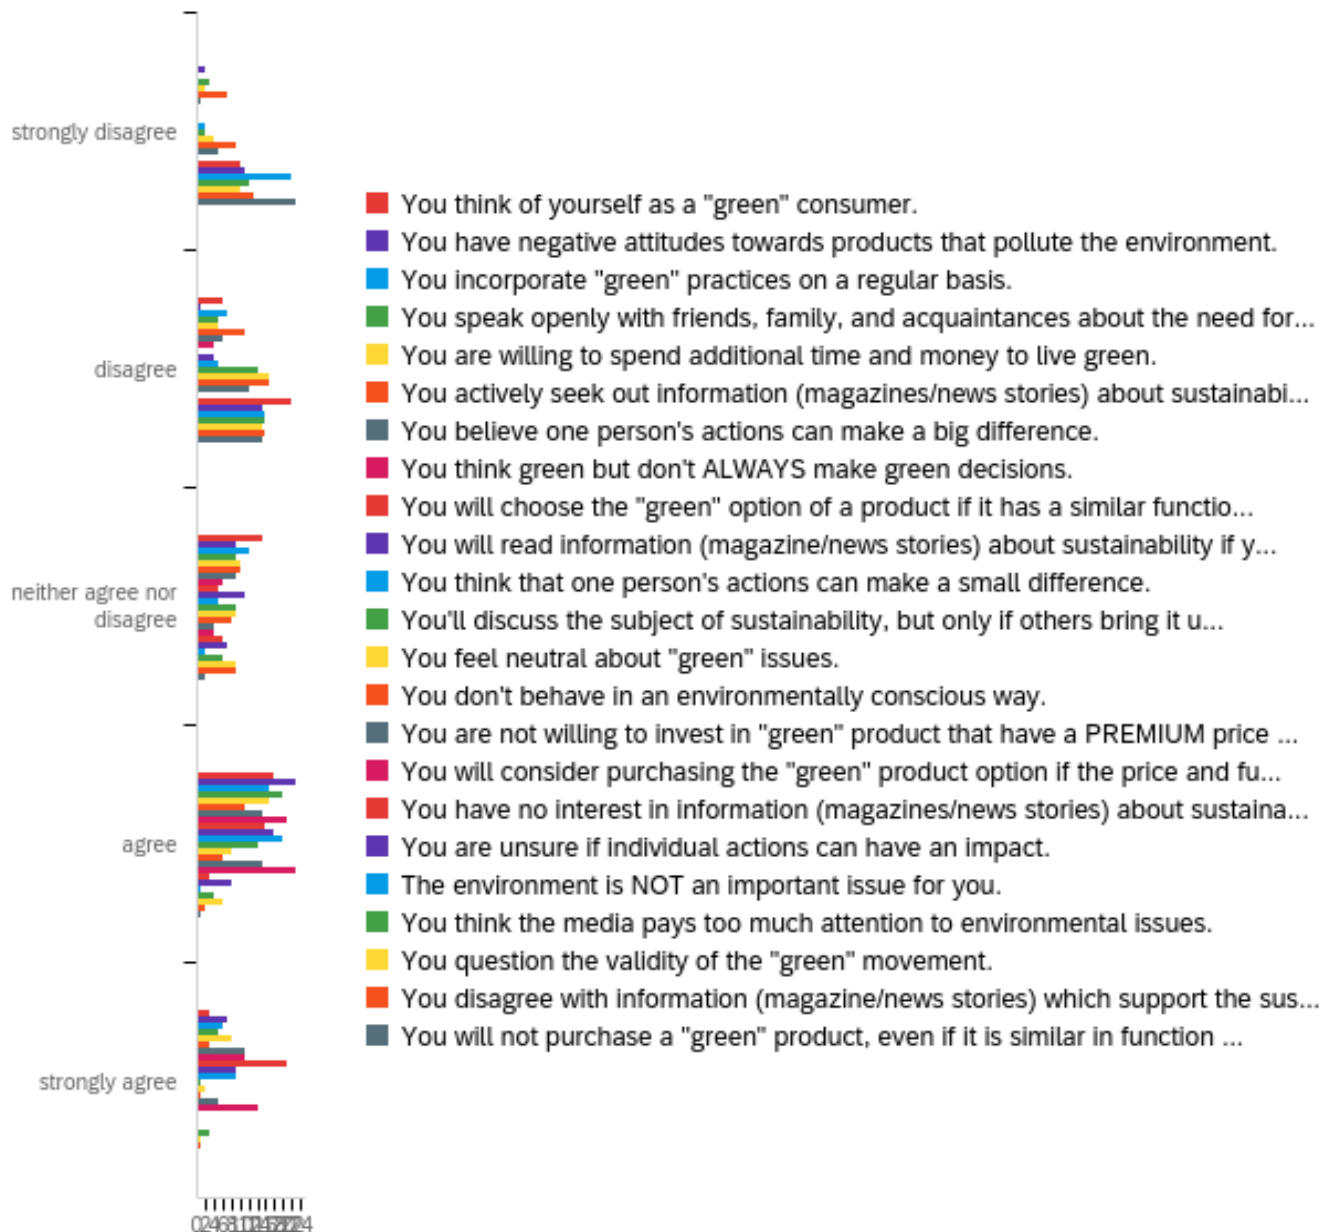 strongly disagree
disagree
neither agree nor
disagree
agree
strongly agree
You think of yourself as a "green" consumer.
You have negative attitudes towards products that pollute the environment.
You incorporate "green" practices on a regular basis.
You speak openly with friends, family, and acquaintances about the need for...
You are willing to spend additional time and money to live green.
You actively seek out information (magazines/news stories) about sustainabi...
You believe one person's actions can make a big difference.
You think green but don't ALWAYS make green decisions.
You will choose the "green" option of a product if it has a similar functio...
You will read information (magazine/news stories) about sustainability if y...
You think that one person's actions can make a small difference.
You'll discuss the subject of sustainability, but only if others bring it u...
You feel neutral about "green" issues.
You don't behave in an environmentally conscious way.
You are not willing to invest in "green" product that have a PREMIUM price ...
You will consider purchasing the "green" product option if the price and fu...
You have no interest in information (magazines/news stories) about sustaina...
You are unsure if individual actions can have an impact.
The environment is NOT an important issue for you.
You think the media pays too much attention to environmental issues.
You question the validity of the "green" movement.
You disagree with information (magazine/news stories) which support the sus...
You will not purchase a "green" product, even if it is similar in function ...